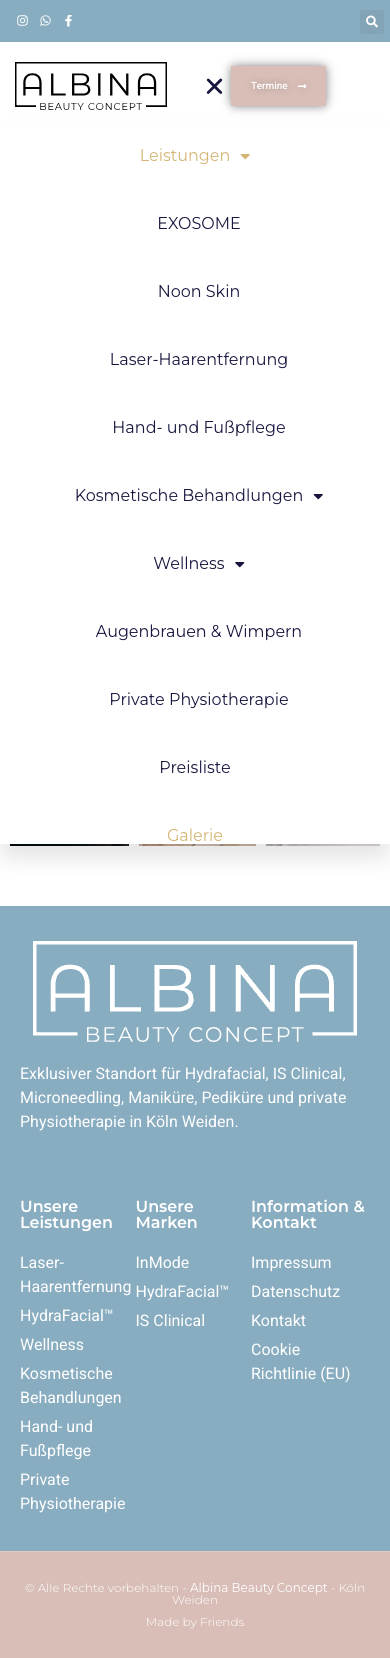 ALBINA
BEAUTY CONCEPT
Termine
Leistungen
EXOSOME
Noon Skin
Laser-Haarentfernung
Hand- und Fußpflege
Kosmetische Behandlungen
Wellness
Augenbrauen & Wimpern
Private Physiotherapie
Preisliste
Galerie
ALBINA
BEAUTY CONCEPT
Exklusiver Standort für Hydrafacial, IS Clinical,
Microneedling, Maniküre, Pediküre und private
Physiotherapie in Köln Weiden.
Unsere
Leistungen
Laser-
Haarentfernung
HydraFacial™
Wellness
Kosmetische
Behandlungen
Hand- und
Fußpflege
Private
Physiotherapie
Unsere
Marken
InMode
HydraFacial™
IS Clinical
Information &
Kontakt
Impressum
Datenschutz
Kontakt
Cookie
Richtlinie (EU)
© Alle Rechte vorbehalten - Albina Beauty Concept - Köln
Weiden
Made by Friends